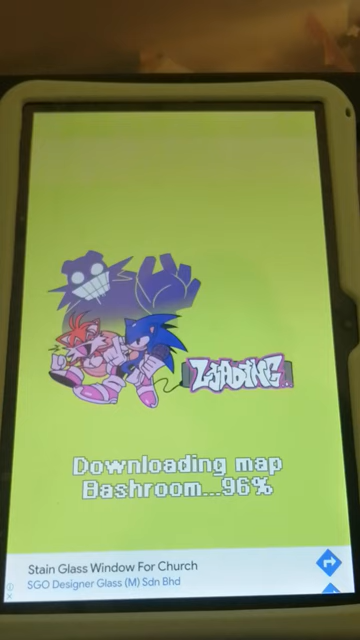 LOADING.
Downloading map
Bashroom...96%
Stain Glass Window For Church
SGO Designer Glass (M) Sdn Bhd